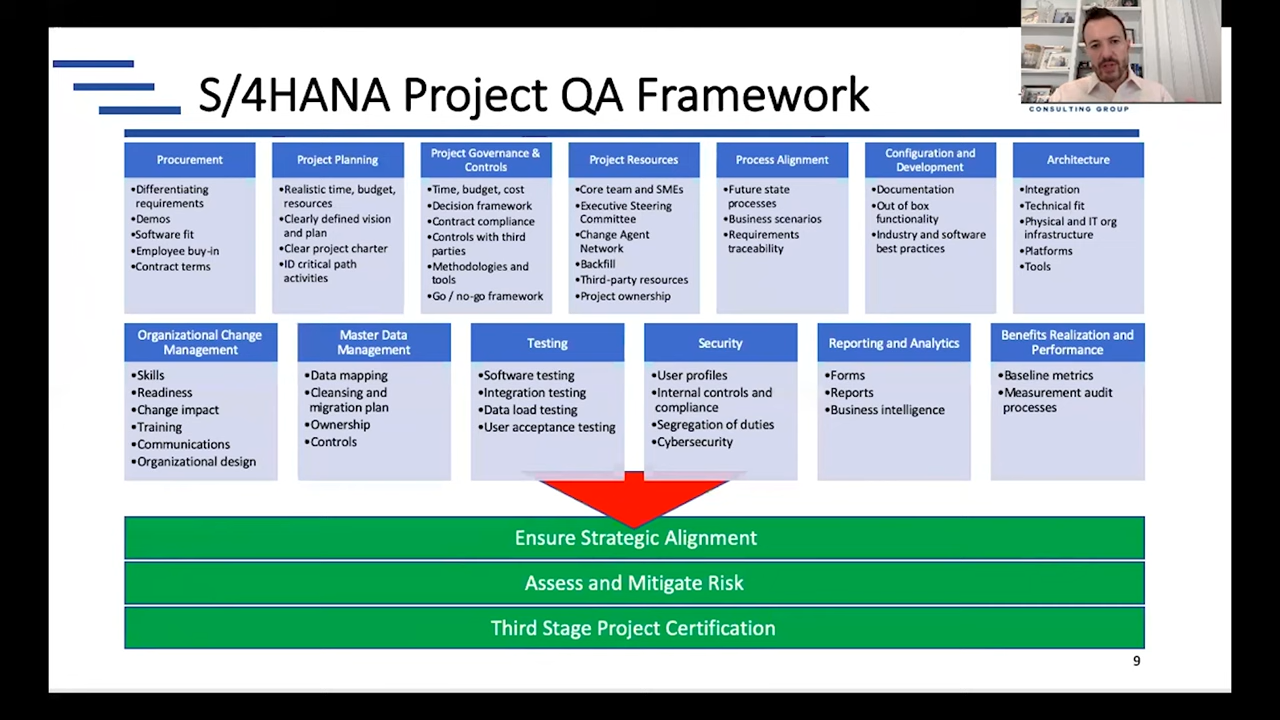 S/4HANA Project QA Framework
CONSULTING GROUP
Procurement
•Differentiating
requirements
•Demos
•Software fit
•Employee buy-in
•Contract terms
Project Planning
•Realistic time, budget,
resources
•Clearly defined vision
and plan
•Clear project charter
•ID critical path
activities
Project Governance &
Controls
•Time, budget, cost
•Decision framework
•Contract compliance
•Controls with third
parties
•Methodologies and
tools
•Go / no-go framework
Project Resources
•Core team and SMEs
•Executive Steering
Committee
•Change Agent
Network
•Backfill
•Third-party resources
•Project ownership
Process Alignment
•Future state
processes
•Business scenarios
•Requirements
traceability
Configuration and
Development
•Documentation
•Out of box
functionality
•Industry and software
best practices
Architecture
•Integration
•Technical fit
•Physical and IT org
infrastructure
•Platforms
•Tools
Organizational Change
Management
•Skills
•Readiness
•Change impact
•Training
•Communications
•Organizational design
Master Data
Management
•Data mapping
•Cleansing and
migration plan
•Ownership
•Controls
Testing
•Software testing
•Integration testing
•Data load testing
•User acceptance testing
Security
•User profiles
•Internal controls and
compliance
•Segregation of duties
•Cybersecurity
Reporting and Analytics
•Forms
•Reports
•Business intelligence
Benefits Realization and
Performance
•Baseline metrics
•Measurement audit
processes
Ensure Strategic Alignment
Assess and Mitigate Risk
Third Stage Project Certification
9